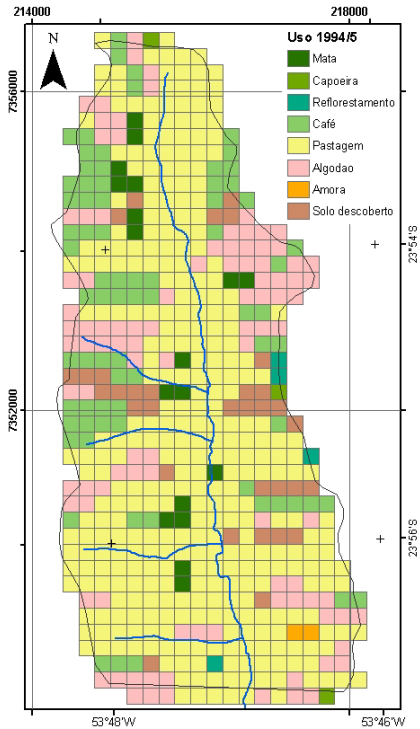 214000
218000
7356000
7352000
N
Uso 1994/5
Mata
Capoeira
Reflorestamento
Café
Pastagem
Algodao
Amora
Solo descoberto
23°54'S
23°56'S
53°48'W
53°46'W